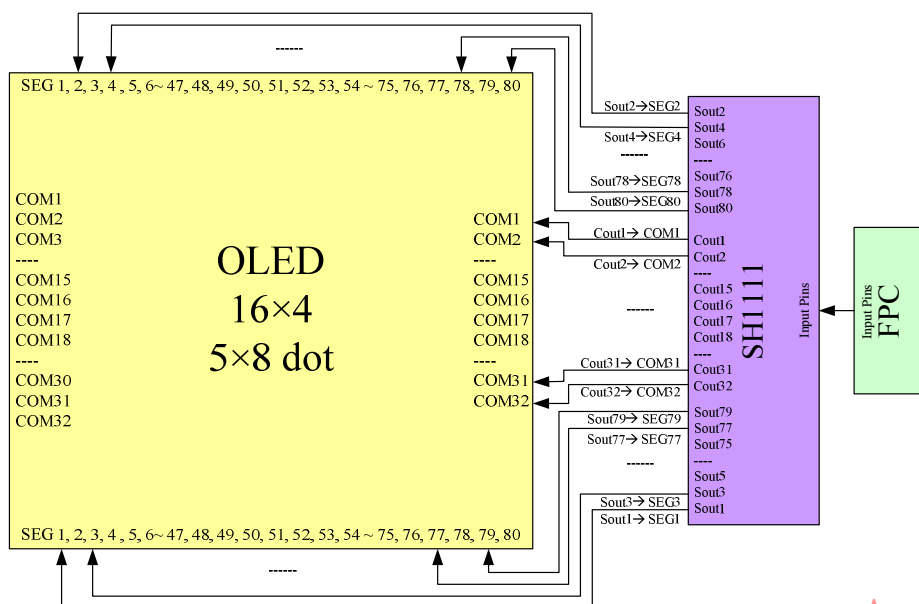 ------
SEG 1, 2, 3, 4 , 5, 6~ 47, 48, 49, 50, 51, 52, 53, 54 ~ 75, 76, 77, 78, 79, 80
COM1
COM2
COM3
----
COM15
COM16
COM17
COM18
----
COM30
COM31
COM32
OLED
16×4
5×8 dot
COM1
COM2
----
COM15
COM16
COM17
COM18
----
COM31
COM32
SEG 1, 2, 3, 4 , 5, 6~ 47, 48, 49, 50, 51, 52, 53, 54 ~ 75, 76, 77, 78, 79, 80
------
Sout2→SEG2
Sout4→SEG4
------
Sout78→SEG78
Sout80→SEG80
Cout1→ COM1
Cout2→ COM2
------
Cout31→ COM31
Cout32→ COM32
Sout79→ SEG79
Sout77→ SEG77
------
Sout3→ SEG3
Sout1→ SEG1
Sout2
Sout4
Sout6
----
Sout76
Sout78
Sout80
Cout1
Cout2
----
Cout15
Cout16
Cout17
Cout18
----
Cout31
Cout32
Sout79
Sout77
Sout75
----
Sout5
Sout3
Sout1
SH1111
Input Pins
Input Pins
FPC